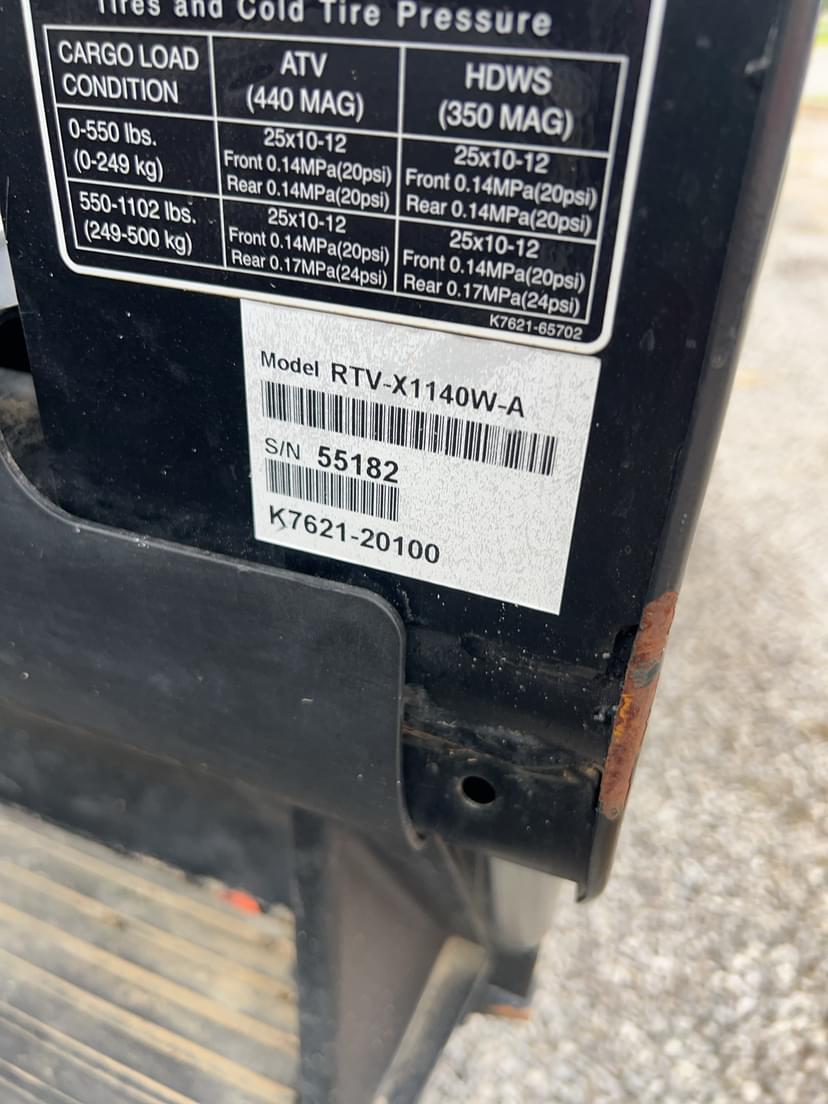 Tires and Cold Tire Pressure
CARGO LOAD CONDITION ATV (440 MAG) HDWS (350 MAG)
0-550 lbs. (0-249 kg) 25x10-12 Front 0.14MPa(20psi) Rear 0.14MPa(20psi) 25x10-12 Front 0.14MPa(20psi) Rear 0.14MPa(20psi)
550-1102 lbs. (249-500 kg) 25x10-12 Front 0.14MPa(20psi) Rear 0.17MPa(24psi) 25x10-12 Front 0.14MPa(20psi) Rear 0.17MPa(24psi)
K7621-65702
Model RTV-X1140W-A
S/N 55182
K7621-20100